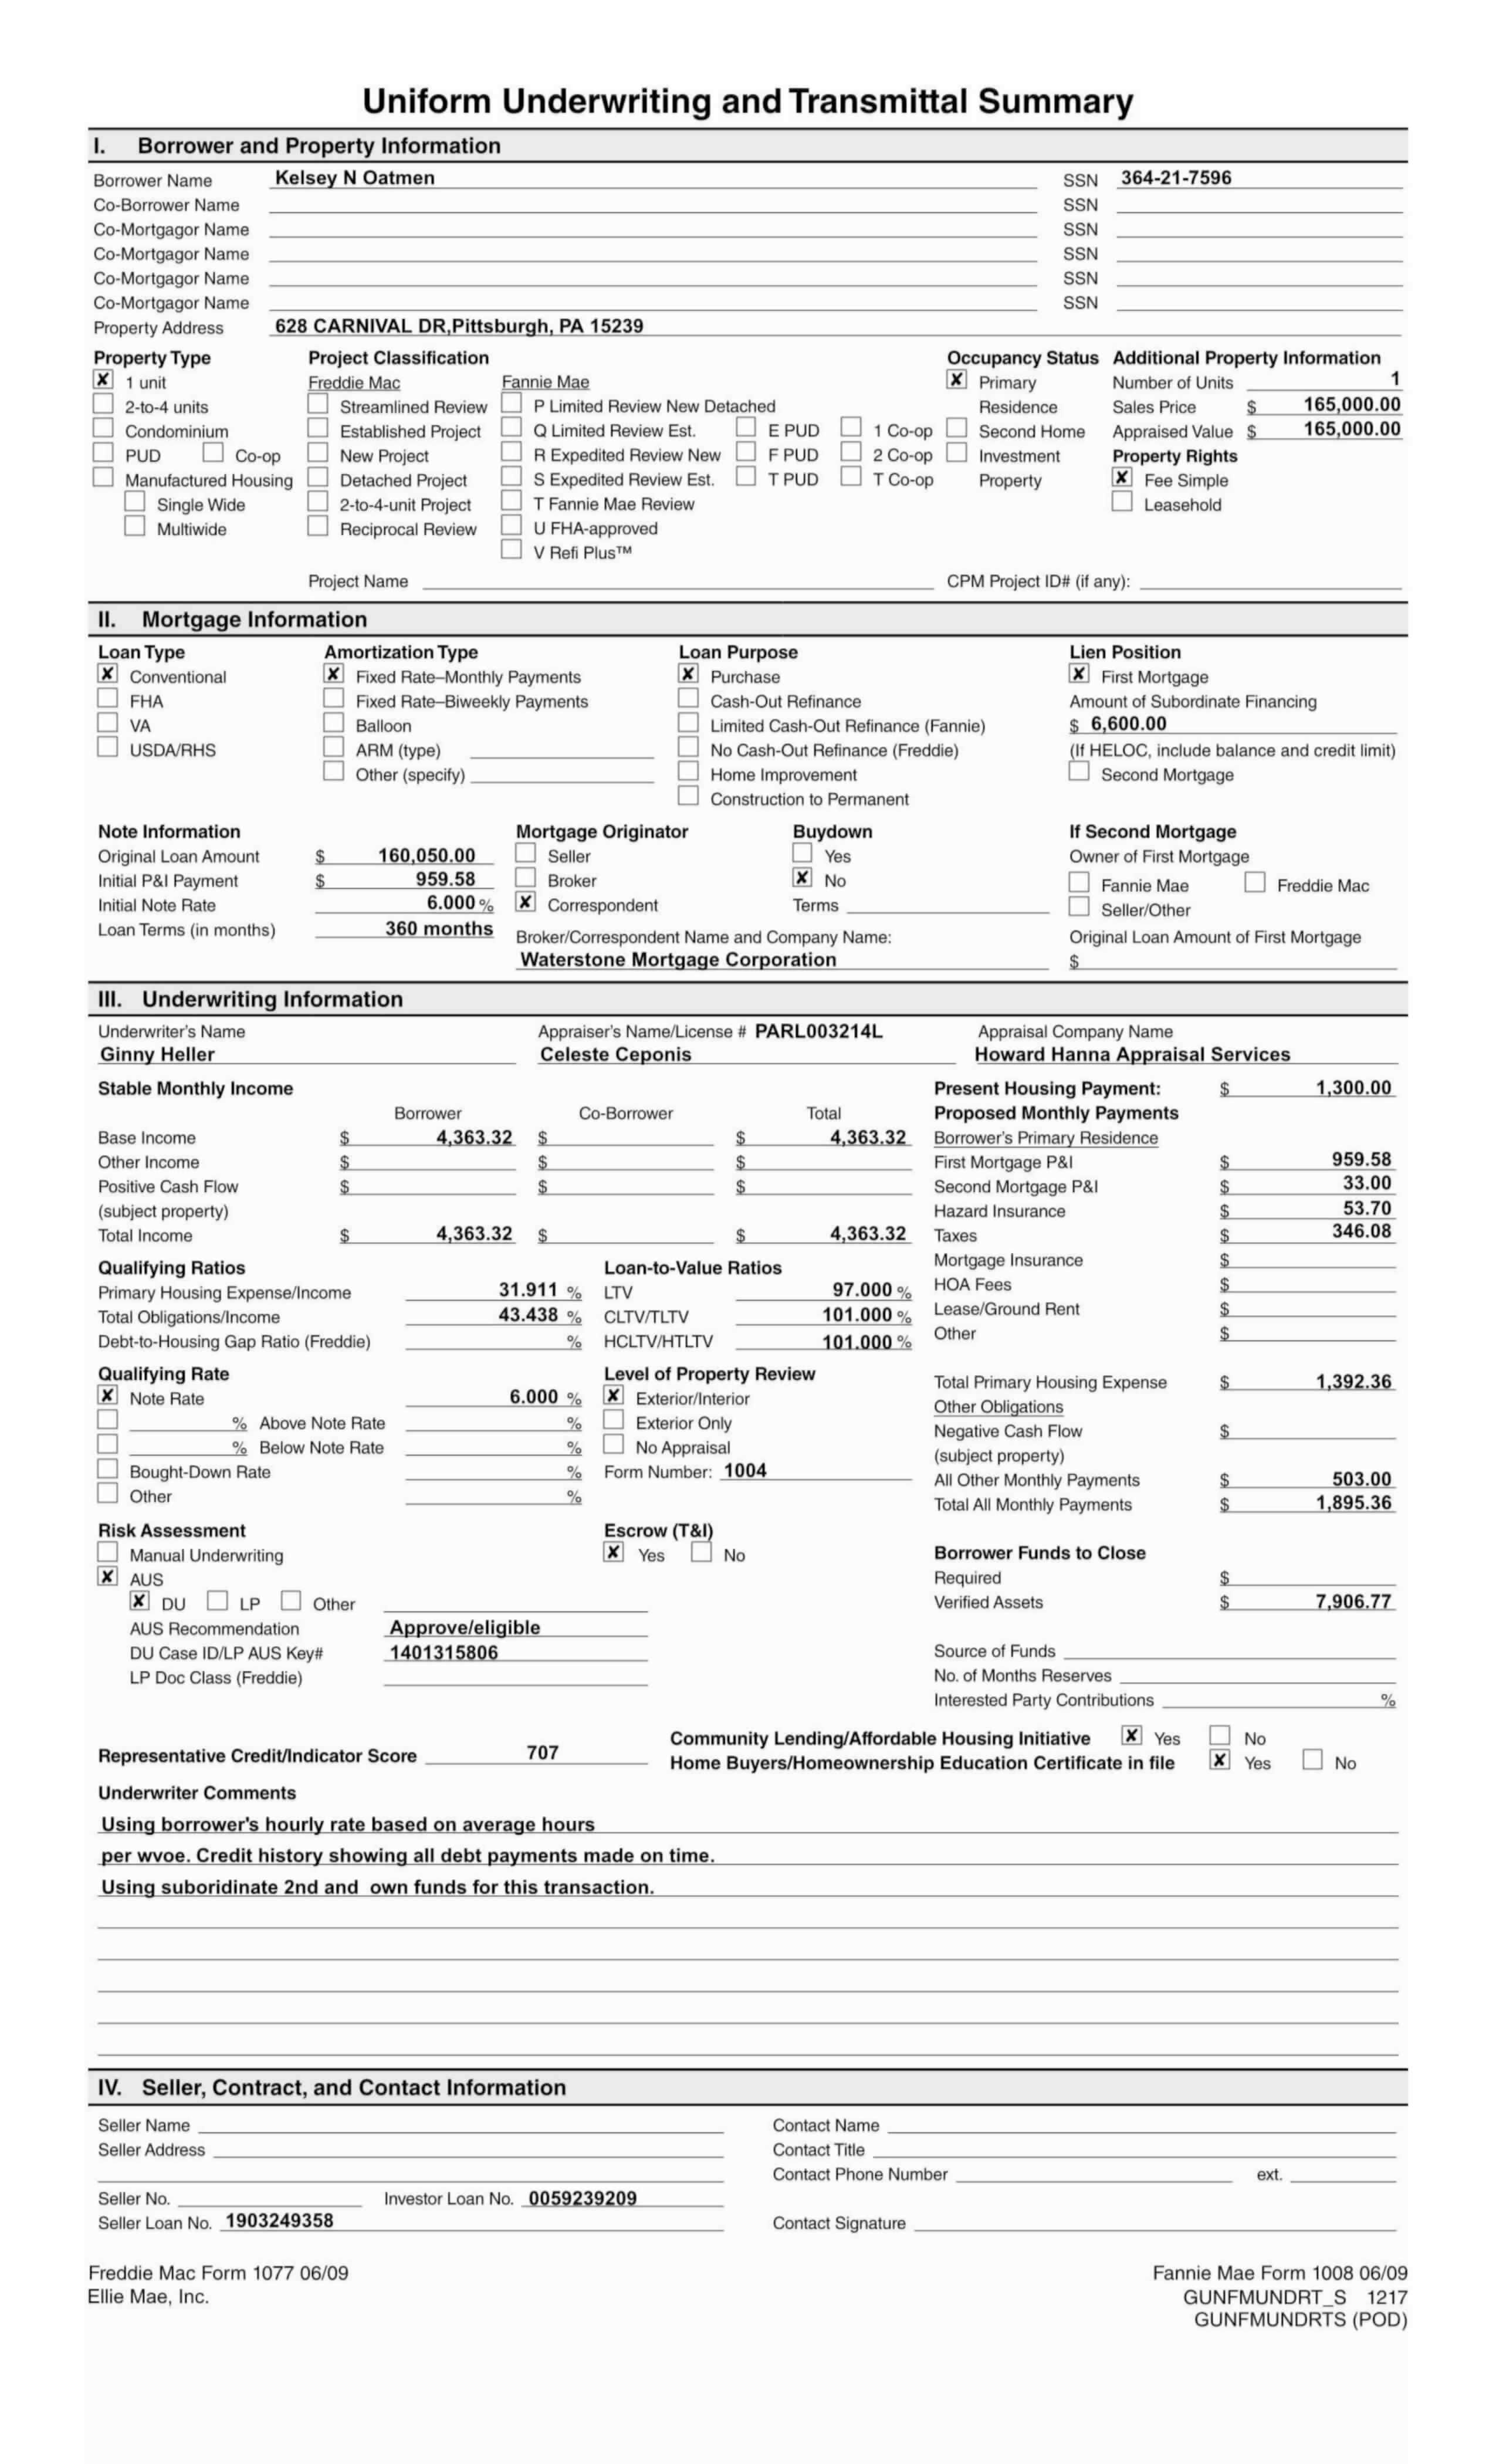 Uniform Underwriting and Transmittal Summary
I. Borrower and Property Information
Borrower Name Kelsey N Oatmen SSN 364-21-7596
Co-Borrower Name SSN
Co-Mortgagor Name SSN
Co-Mortgagor Name SSN
Co-Mortgagor Name SSN
Co-Mortgagor Name SSN
Property Address 628 CARNIVAL DR,Pittsburgh, PA 15239
Property Type Project Classification Occupancy Status Additional Property Information
✗ 1 unit Freddie Mac Fannie Mae ✗ Primary Number of Units 1
2-to-4 units Streamlined Review P Limited Review New Detached Residence Sales Price $ 165,000.00
Condominium Established Project Q Limited Review Est. E PUD 1 Co-op Second Home Appraised Value $ 165,000.00
PUD Co-op New Project R Expedited Review New F PUD 2 Co-op Investment Property Rights
Manufactured Housing Detached Project S Expedited Review Est. T PUD T Co-op Property ✗ Fee Simple
Single Wide 2-to-4-unit Project T Fannie Mae Review Leasehold
Multiwide Reciprocal Review U FHA-approved
V Refi Plus™
Project Name CPM Project ID# (if any):
II. Mortgage Information
Loan Type Amortization Type Loan Purpose Lien Position
✗ Conventional ✗ Fixed Rate–Monthly Payments ✗ Purchase ✗ First Mortgage
FHA Fixed Rate–Biweekly Payments Cash-Out Refinance Amount of Subordinate Financing
VA Balloon Limited Cash-Out Refinance (Fannie) $ 6,600.00
USDA/RHS ARM (type) No Cash-Out Refinance (Freddie) (If HELOC, include balance and credit limit)
Other (specify) Home Improvement Second Mortgage
Construction to Permanent
Note Information Mortgage Originator Buydown If Second Mortgage
Original Loan Amount $ 160,050.00 Seller Yes Owner of First Mortgage
Initial P&I Payment $ 959.58 Broker ✗ No Fannie Mae Freddie Mac
Initial Note Rate 6.000 % ✗ Correspondent Terms Seller/Other
Loan Terms (in months) 360 months Broker/Correspondent Name and Company Name: Original Loan Amount of First Mortgage
Waterstone Mortgage Corporation $
III. Underwriting Information
Underwriter's Name Appraiser's Name/License # PARL003214L Appraisal Company Name
Ginny Heller Celeste Ceponis Howard Hanna Appraisal Services
Stable Monthly Income Present Housing Payment: $ 1,300.00
Borrower Co-Borrower Total Proposed Monthly Payments
Base Income $ 4,363.32 $ $ 4,363.32 Borrower's Primary Residence
Other Income $ $ $ First Mortgage P&I $ 959.58
Positive Cash Flow $ $ $ Second Mortgage P&I $ 33.00
(subject property) Hazard Insurance $ 53.70
Total Income $ 4,363.32 $ $ 4,363.32 Taxes $ 346.08
Qualifying Ratios Loan-to-Value Ratios Mortgage Insurance $
Primary Housing Expense/Income 31.911 % LTV 97.000 % HOA Fees $
Total Obligations/Income 43.438 % CLTV/TLTV 101.000 % Lease/Ground Rent $
Debt-to-Housing Gap Ratio (Freddie) % HCLTV/HTLTV 101.000 % Other $
Qualifying Rate Level of Property Review Total Primary Housing Expense $ 1,392.36
✗ Note Rate 6.000 % ✗ Exterior/Interior Other Obligations
% Above Note Rate % Exterior Only Negative Cash Flow $
% Below Note Rate % No Appraisal (subject property)
Bought-Down Rate % Form Number: 1004 All Other Monthly Payments $ 503.00
Other % Total All Monthly Payments $ 1,895.36
Risk Assessment Escrow (T&I)
Manual Underwriting ✗ Yes No Borrower Funds to Close
✗ AUS Required $
✗ DU LP Other Verified Assets $ 7,906.77
AUS Recommendation Approve/eligible
DU Case ID/LP AUS Key# 1401315806 Source of Funds
LP Doc Class (Freddie) No. of Months Reserves
Interested Party Contributions %
Community Lending/Affordable Housing Initiative ✗ Yes No
Representative Credit/Indicator Score 707 Home Buyers/Homeownership Education Certificate in file ✗ Yes No
Underwriter Comments
Using borrower's hourly rate based on average hours
per wvoe. Credit history showing all debt payments made on time.
Using suboridinate 2nd and own funds for this transaction.
IV. Seller, Contract, and Contact Information
Seller Name Contact Name
Seller Address Contact Title
Contact Phone Number ext.
Seller No. Investor Loan No. 0059239209
Seller Loan No. 1903249358 Contact Signature
Freddie Mac Form 1077 06/09 Fannie Mae Form 1008 06/09
Ellie Mae, Inc. GUNFMUNDRT_S 1217
GUNFMUNDRTS (POD)